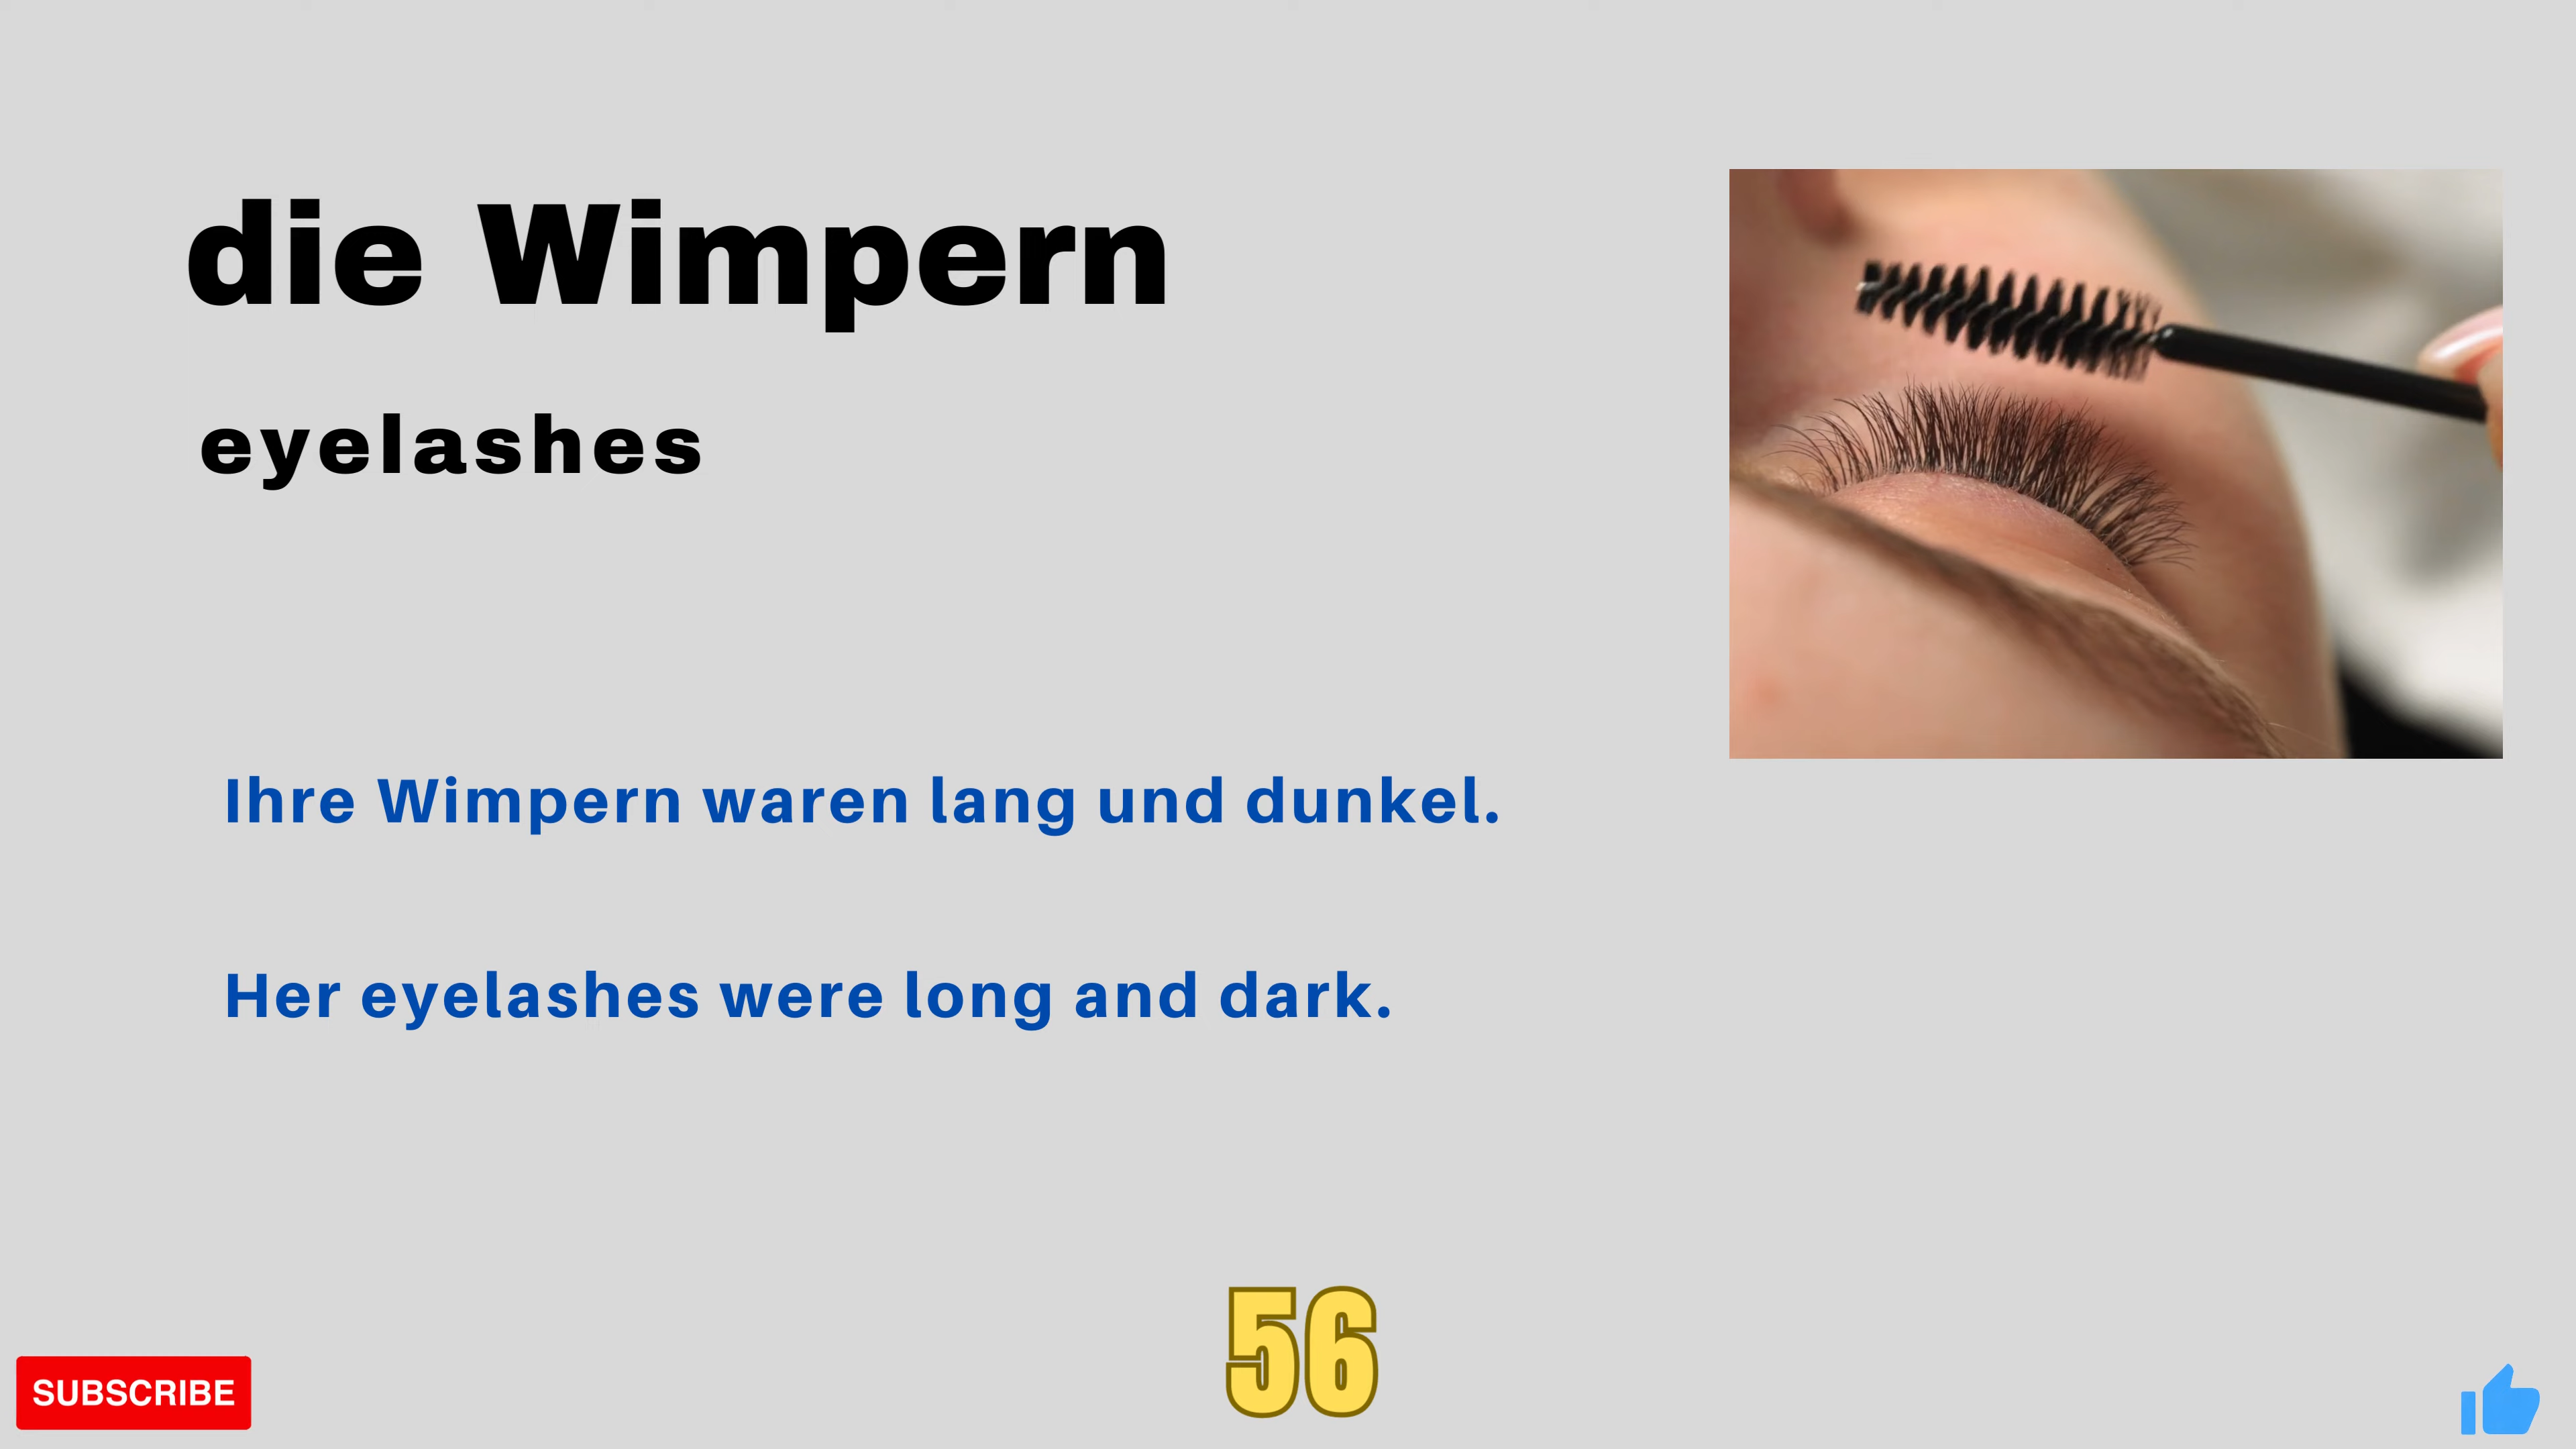 die Wimpern
eyelashes
Ihre Wimpern waren lang und dunkel.
Her eyelashes were long and dark.
56
SUBSCRIBE